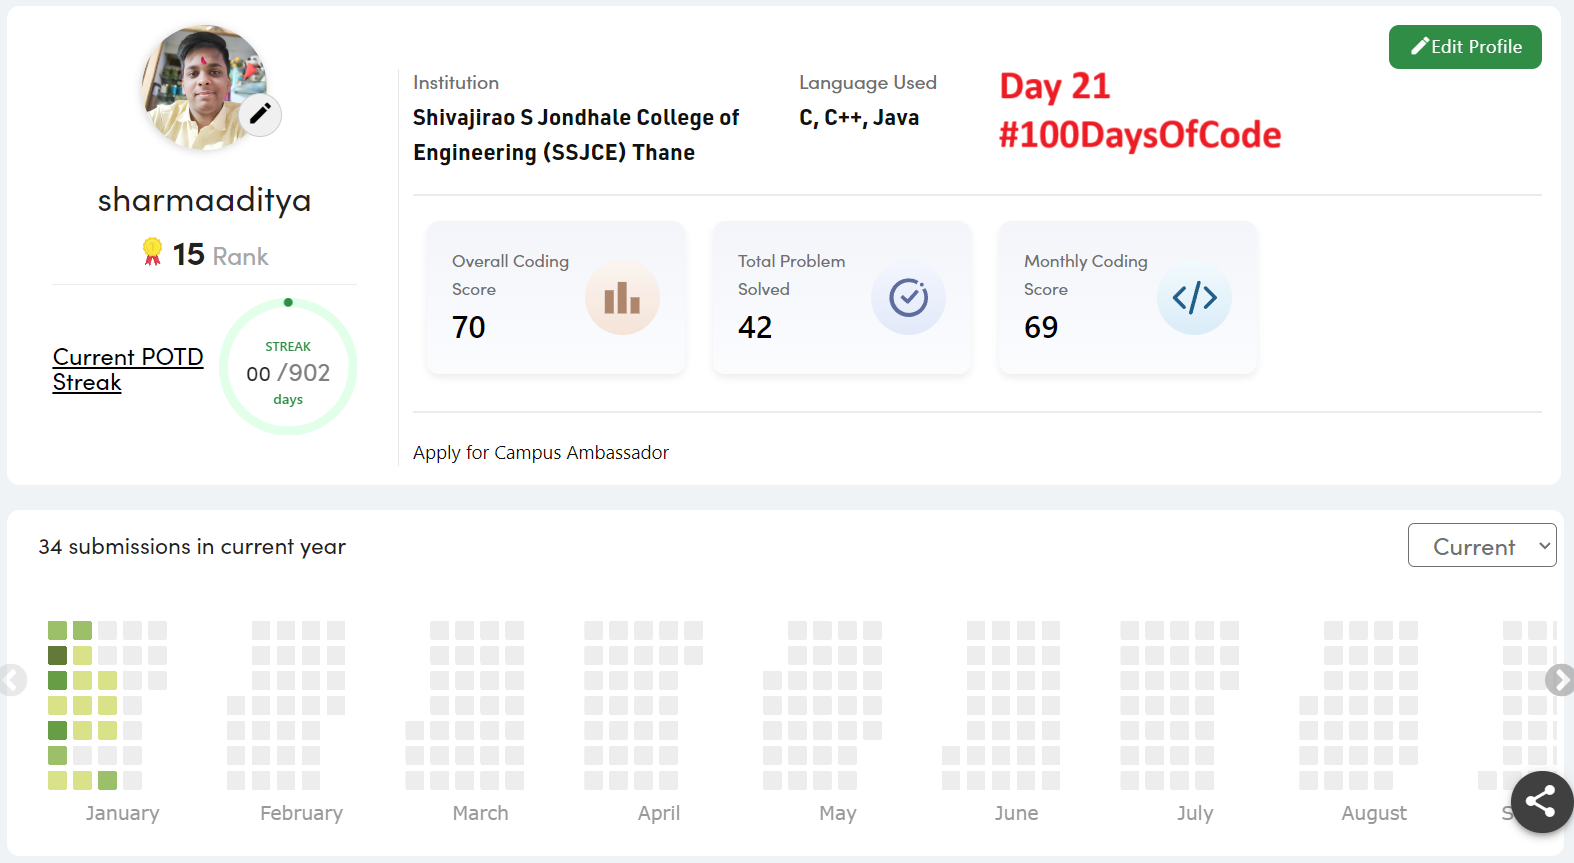 Edit Profile
Institution
Shivajirao S Jondhale College of
Engineering (SSJCE) Thane
Language Used
C, C++, Java
Day 21
#100DaysOfCode
sharmaaditya
15 Rank
Current POTD
Streak
STREAK
00 /902
days
Overall Coding
Score
70
Total Problem
Solved
42
Monthly Coding
Score
69
Apply for Campus Ambassador
34 submissions in current year
Current
January
February
March
April
May
June
July
August